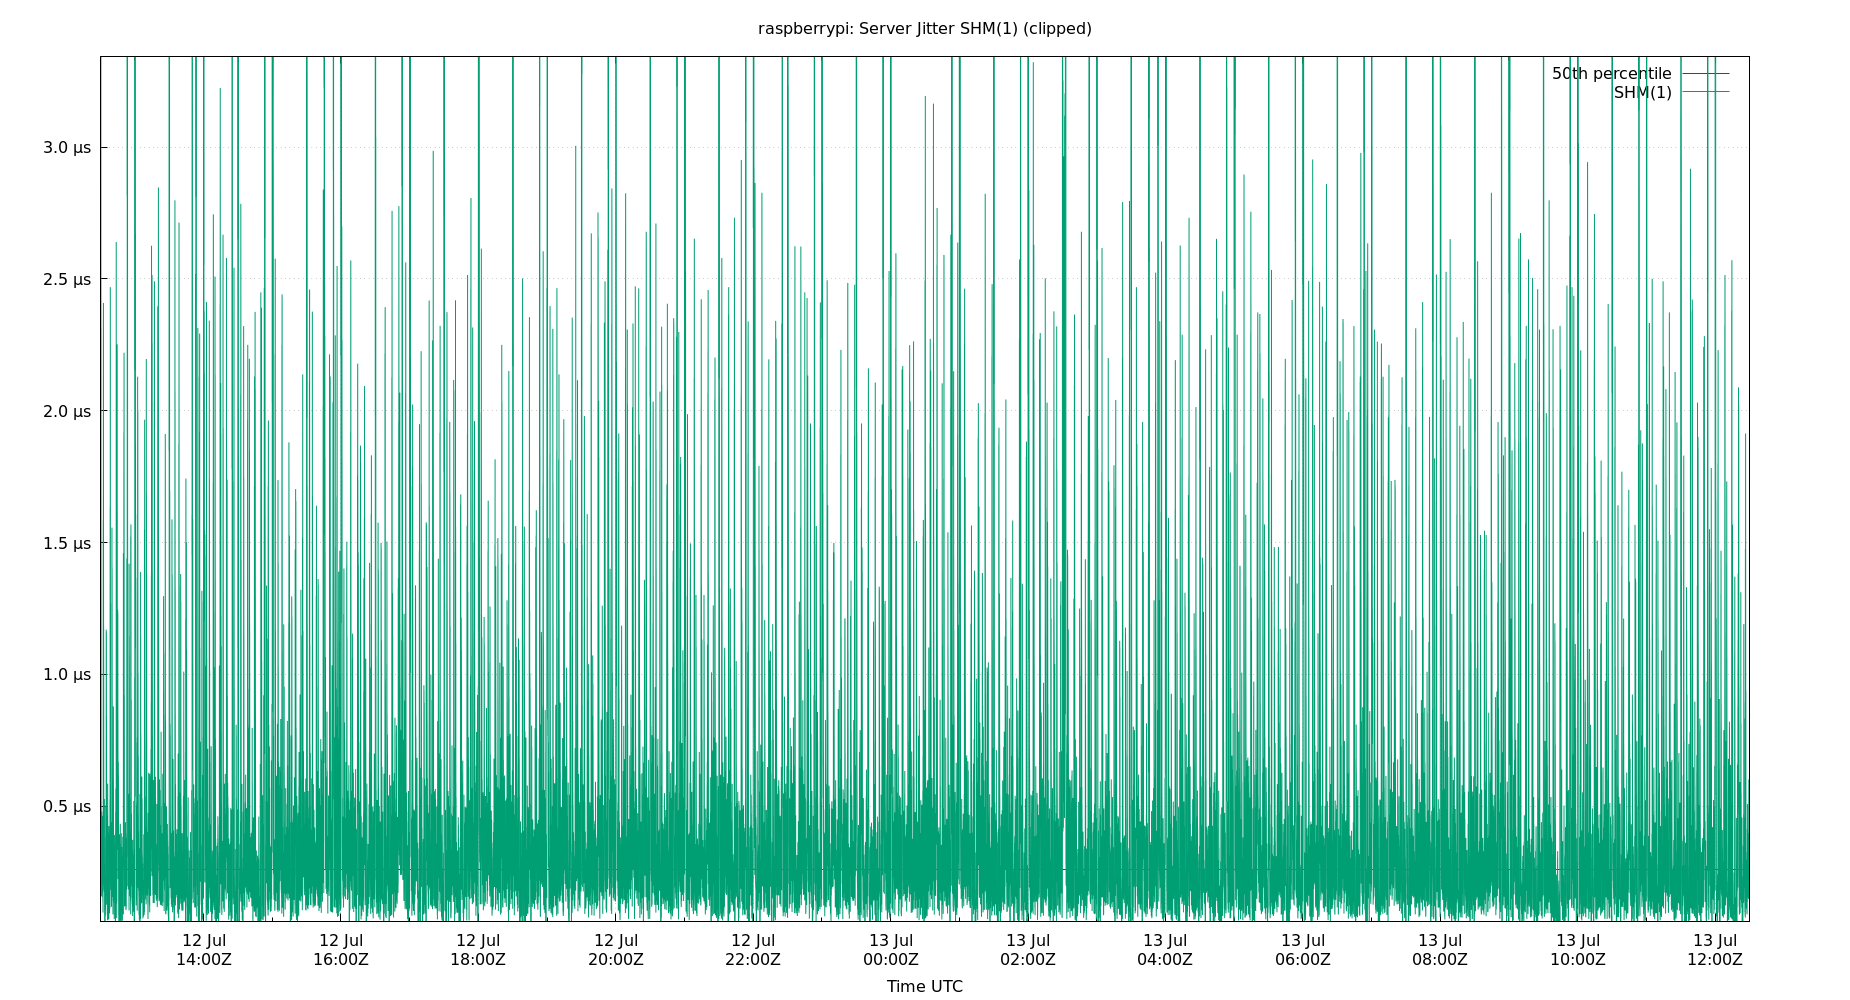 raspberrypi: Server Jitter SHM(1) (clipped)
50th percentile
SHM(1)
3.0 µs
2.5 µs
2.0 µs
1.5 µs
1.0 µs
0.5 µs
12 Jul 12 Jul 12 Jul 12 Jul 12 Jul 13 Jul 13 Jul 13 Jul 13 Jul 13 Jul 13 Jul 13 Jul
14:00Z 16:00Z 18:00Z 20:00Z 22:00Z 00:00Z 02:00Z 04:00Z 06:00Z 08:00Z 10:00Z 12:00Z
Time UTC